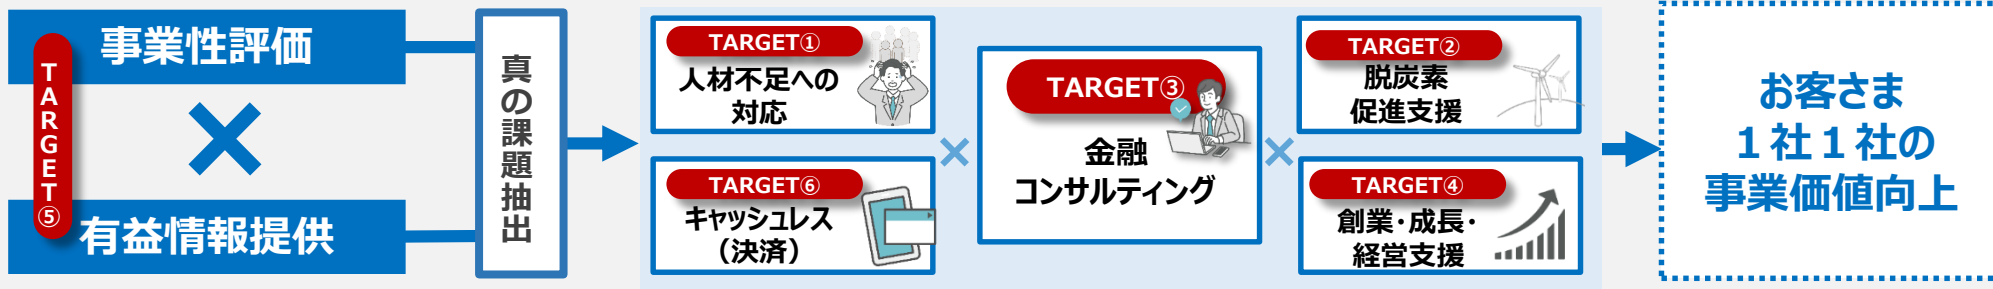 TARGET⑤
事業性評価
×
有益情報提供
真の課題抽出
TARGET①
人材不足への
対応
TARGET⑥
キャッシュレス
（決済）
×
TARGET③
金融
コンサルティング
×
TARGET②
脱炭素
促進支援
TARGET④
創業・成長・
経営支援
お客さま
１社１社の
事業価値向上